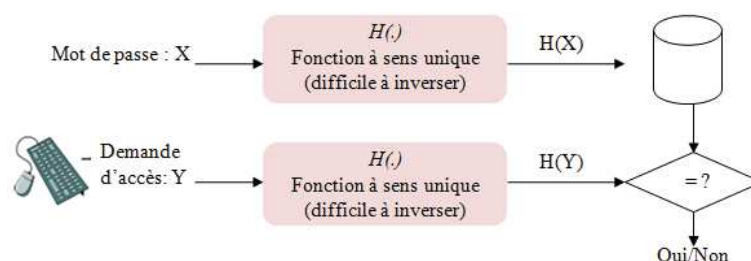 Mot de passe : X
H(.)
Fonction à sens unique
(difficile à inverser)
H(X)
Demande
d'accès: Y
H(.)
Fonction à sens unique
(difficile à inverser)
H(Y)
= ?
Oui/Non